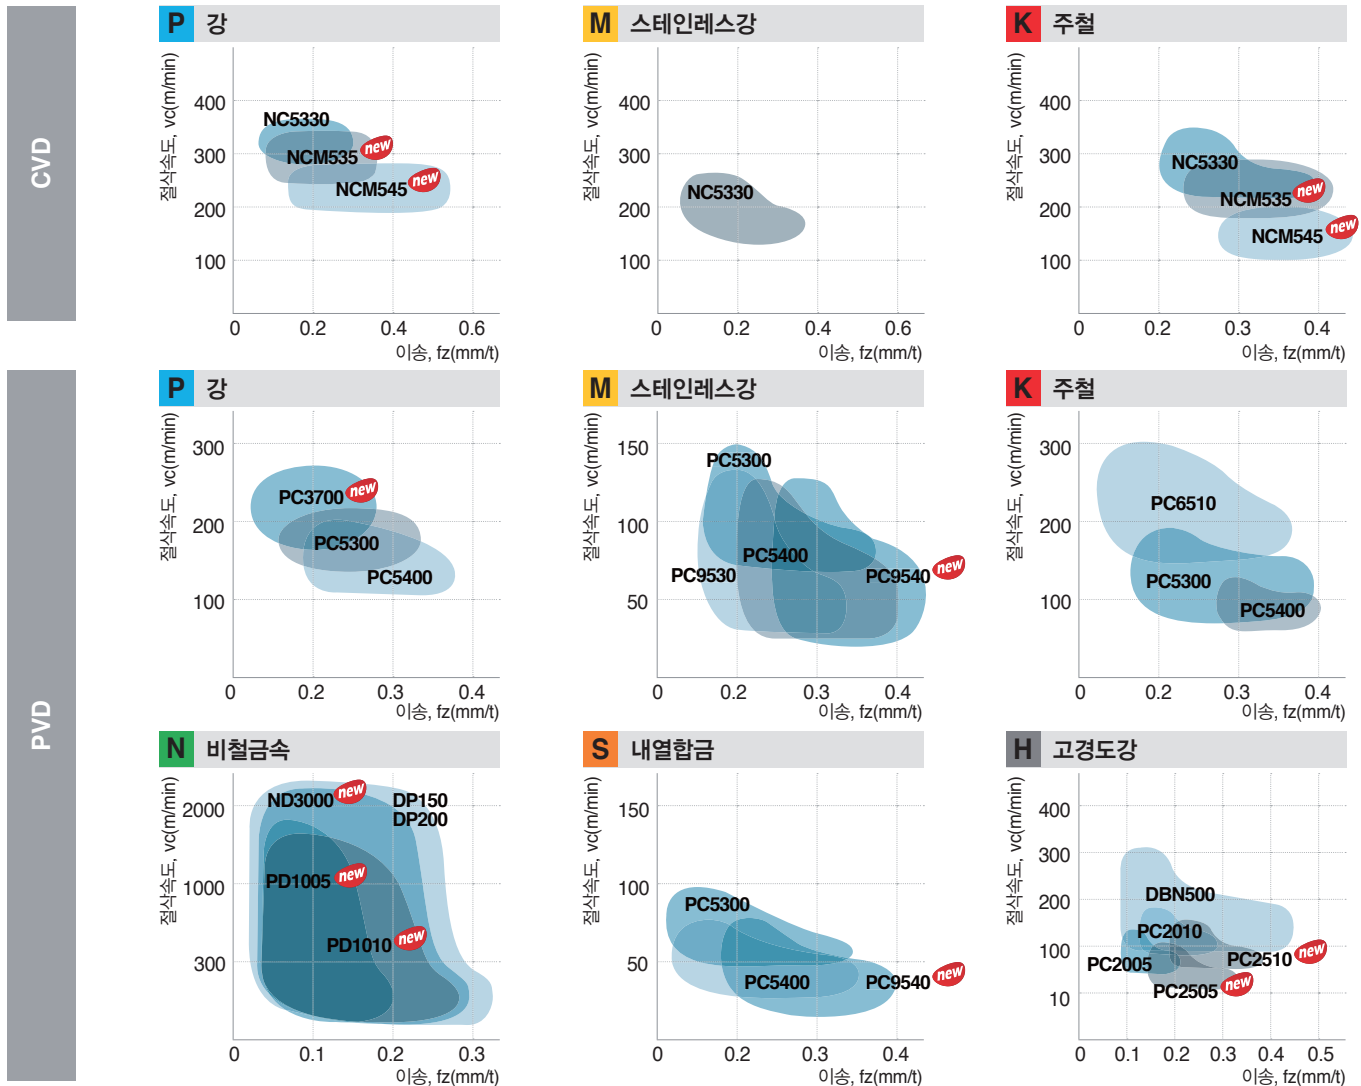 CVD
P 강
절삭속도, vc(m/min)
400
300
200
100
NC5330
NCM535 new
NCM545 new
0 0.2 0.4 0.6
이송, fz(mm/t)
M 스테인레스강
절삭속도, vc(m/min)
400
300
200
100
NC5330
0 0.2 0.4 0.6
이송, fz(mm/t)
K 주철
절삭속도, vc(m/min)
400
300
200
100
NC5330
NCM535 new
NCM545 new
0 0.2 0.3 0.4
이송, fz(mm/t)
PVD
P 강
절삭속도, vc(m/min)
300
200
100
PC3700 new
PC5300
PC5400
0 0.2 0.3 0.4
이송, fz(mm/t)
M 스테인레스강
절삭속도, vc(m/min)
150
100
50
PC5300
PC5400
PC9530
PC9540 new
0 0.2 0.3 0.4
이송, fz(mm/t)
K 주철
절삭속도, vc(m/min)
300
200
100
PC6510
PC5300
PC5400
0 0.2 0.3 0.4
이송, fz(mm/t)
N 비철금속
절삭속도, vc(m/min)
2000
1000
300
ND3000 new
DP150
DP200
PD1005 new
PD1010 new
0 0.1 0.2 0.3
이송, fz(mm/t)
S 내열합금
절삭속도, vc(m/min)
150
100
50
PC5300
PC5400
PC9540 new
0 0.2 0.3 0.4
이송, fz(mm/t)
H 고경도강
절삭속도, vc(m/min)
400
300
200
100
10
DBN500
PC2010
PC2005
PC2510 new
PC2505 new
0 0.1 0.2 0.3 0.4 0.5
이송, fz(mm/t)